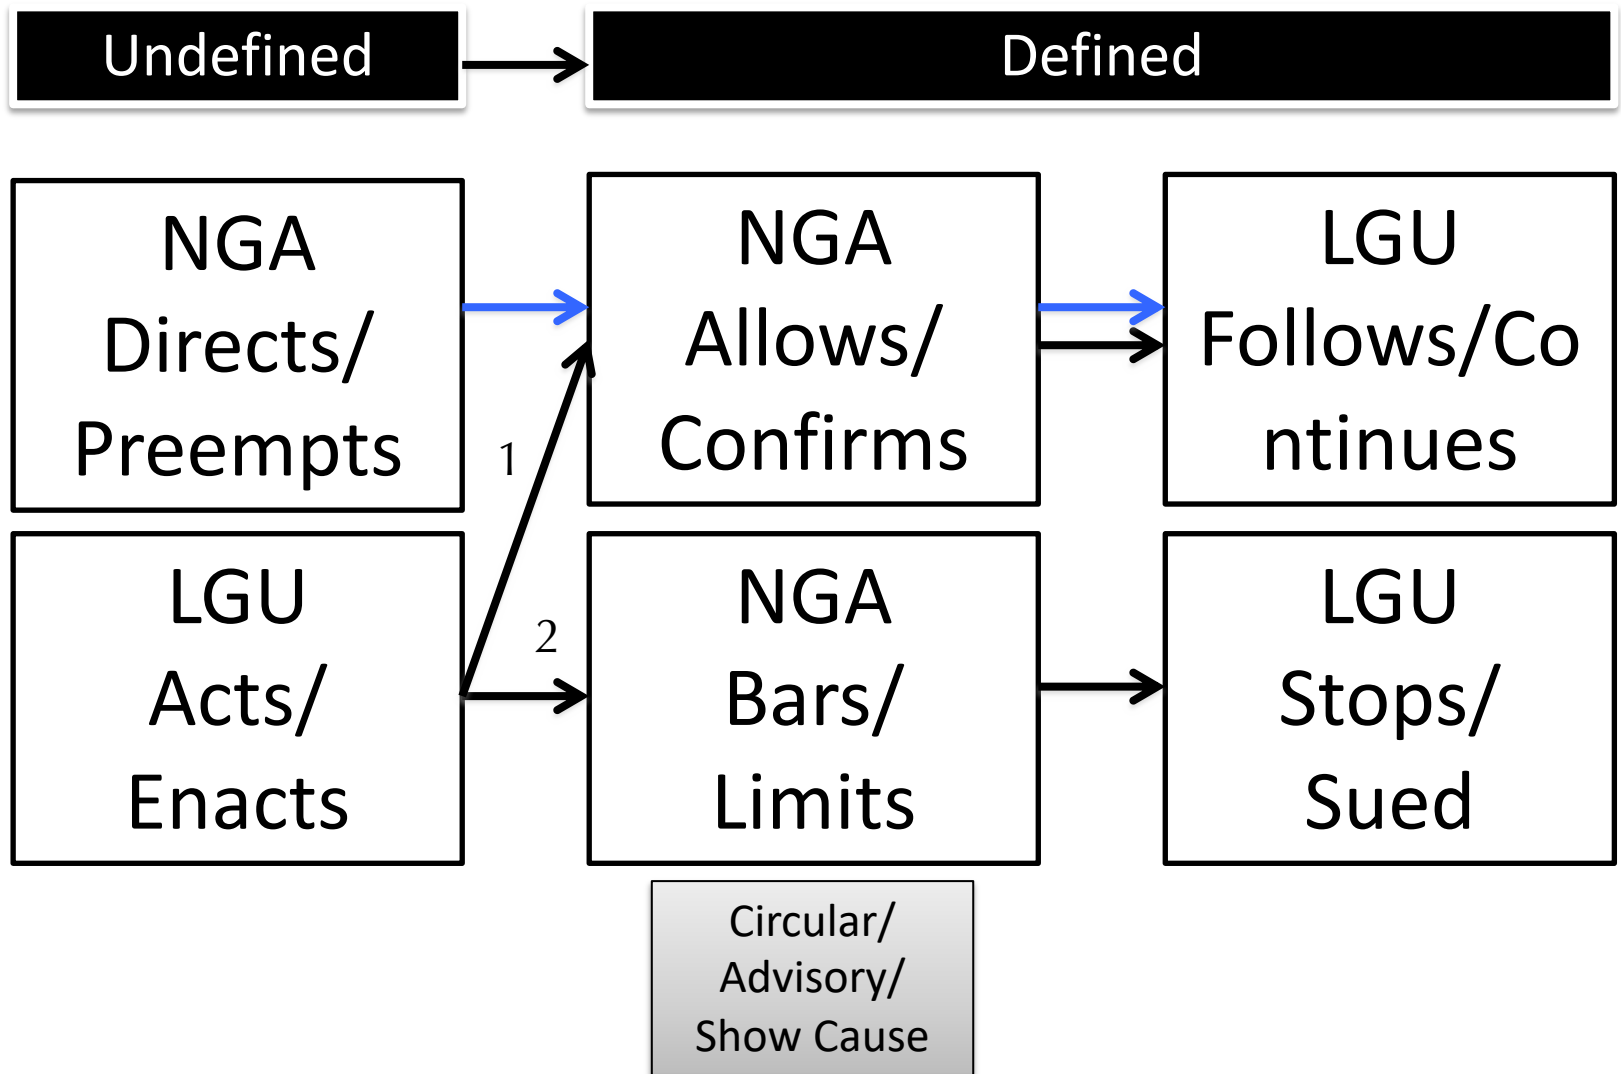 Undefined
Defined
NGA
Directs/
Preempts
NGA
Allows/
Confirms
LGU
Follows/Co
ntinues
1
2
LGU
Acts/
Enacts
NGA
Bars/
Limits
LGU
Stops/
Sued
Circular/
Advisory/
Show Cause